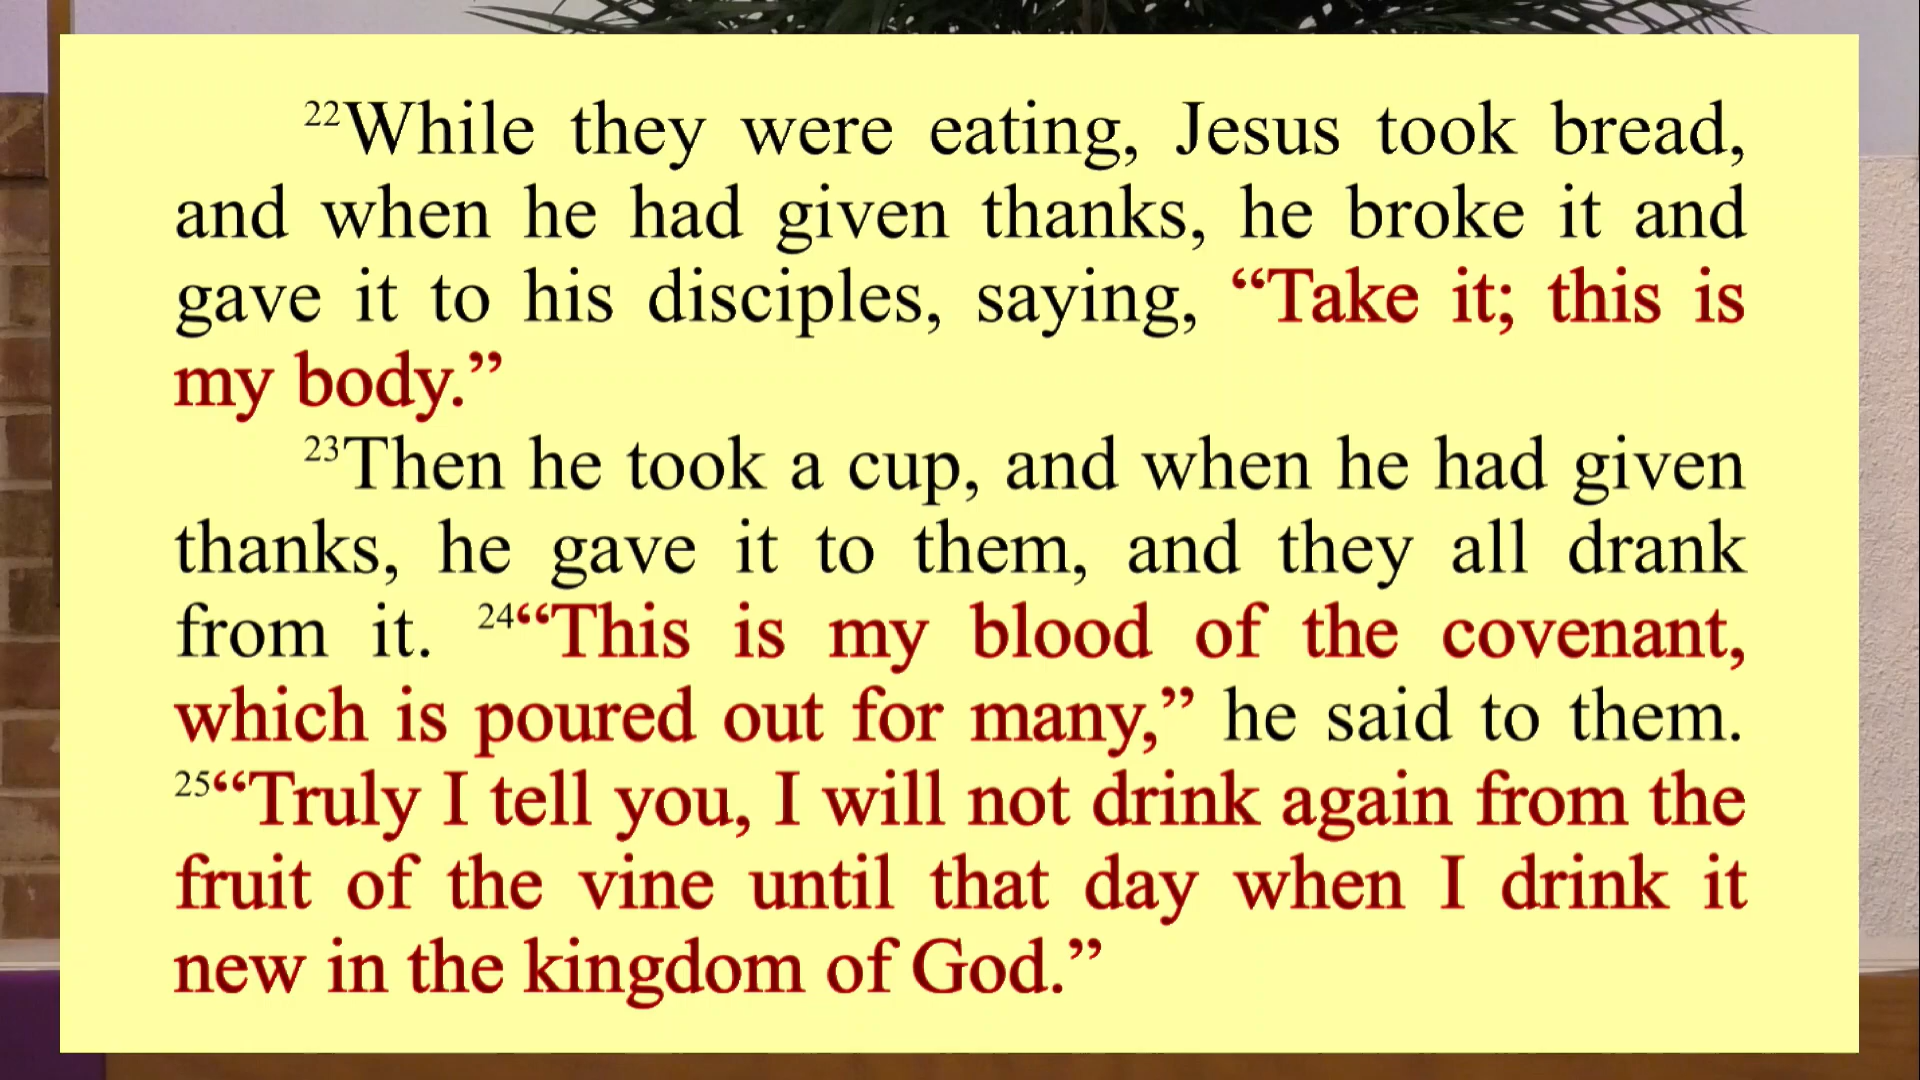 22While they were eating, Jesus took bread,
and when he had given thanks, he broke it and
gave it to his disciples, saying, “Take it; this is
my body.”
23Then he took a cup, and when he had given
thanks, he gave it to them, and they all drank
from it. 24“This is my blood of the covenant,
which is poured out for many,” he said to them.
25“Truly I tell you, I will not drink again from the
fruit of the vine until that day when I drink it
new in the kingdom of God.”